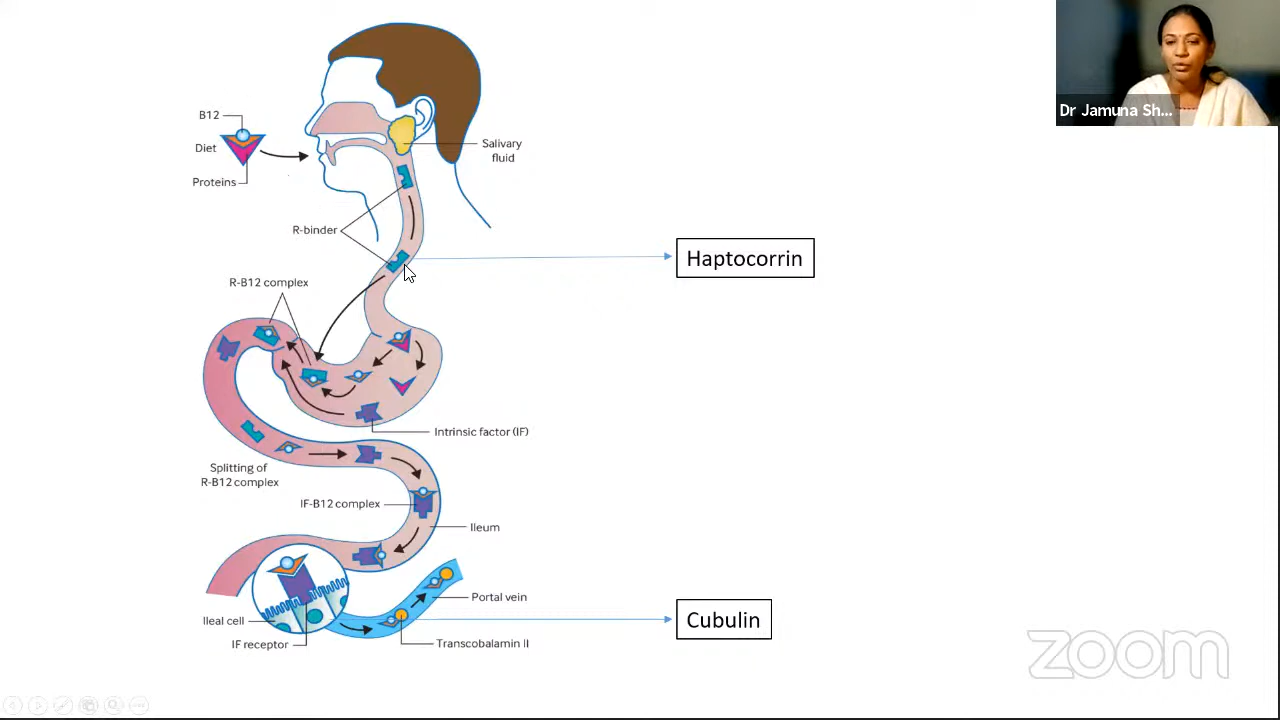 Dr Jamuna Sh...
B12
Diet
Proteins
Salivary
fluid
R-binder
Haptocorrin
R-B12 complex
Intrinsic factor (IF)
Splitting of
R-B12 complex
IF-B12 complex
Ileum
Portal vein
Ileal cell
Cubulin
IF receptor
Transcobalamin II
zoom